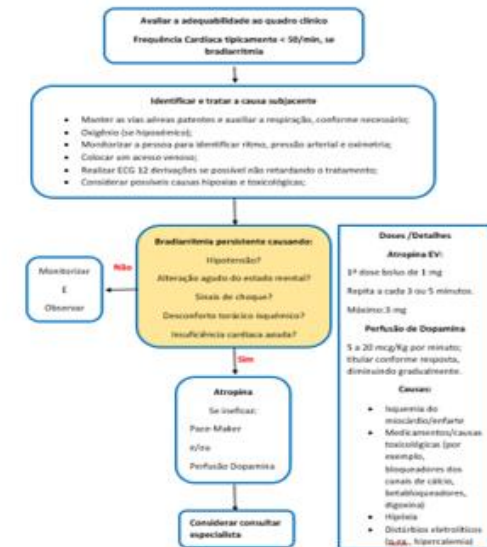 Avaliar a adequabilidade ao quadro clínico
Frequência Cardíaca tipicamente < 50/min, se
bradiarritmia
Identificar e tratar a causa subjacente
Manter as vias aéreas patentes e auxiliar a respiração, conforme necessário;
Oxigénio (se hipoxémico);
Monitorizar a pessoa para identificar ritmo, pressão arterial e oximetria;
Colocar um acesso venoso;
Realizar ECG 12 derivações se possível não retardando o tratamento;
Considerar possíveis causas hipoxias e toxicológicas;
Bradiarritmia persistente causando:
Hipotensão?
Alteração aguda do estado mental?
Sinais de choque?
Desconforto torácico isquémico?
Insuficiência cardíaca aguda?
Não
Monitorizar
E
Observar
Sim
Atropina
Se ineficaz:
Pace-Maker
e/ou
Perfusão Dopamina
Considerar consultar
especialista
Doses /Detalhes
Atropina EV:
1ª dose bolus de 1 mg
Repita a cada 3 ou 5 minutos.
Máximo:3 mg
Perfusão de Dopamina
5 a 20 mcg/Kg por minuto;
titular conforme resposta,
diminuindo gradualmente.
Causas:
Isquemia do
miocárdio/enfarte
Medicamentos/causas
toxicológicas (por
exemplo,
bloqueadores dos
canais de cálcio,
betabloqueadores,
digoxina)
Hipóxia
Distúrbios eletrolíticos
(p.ex., hipercalemia)